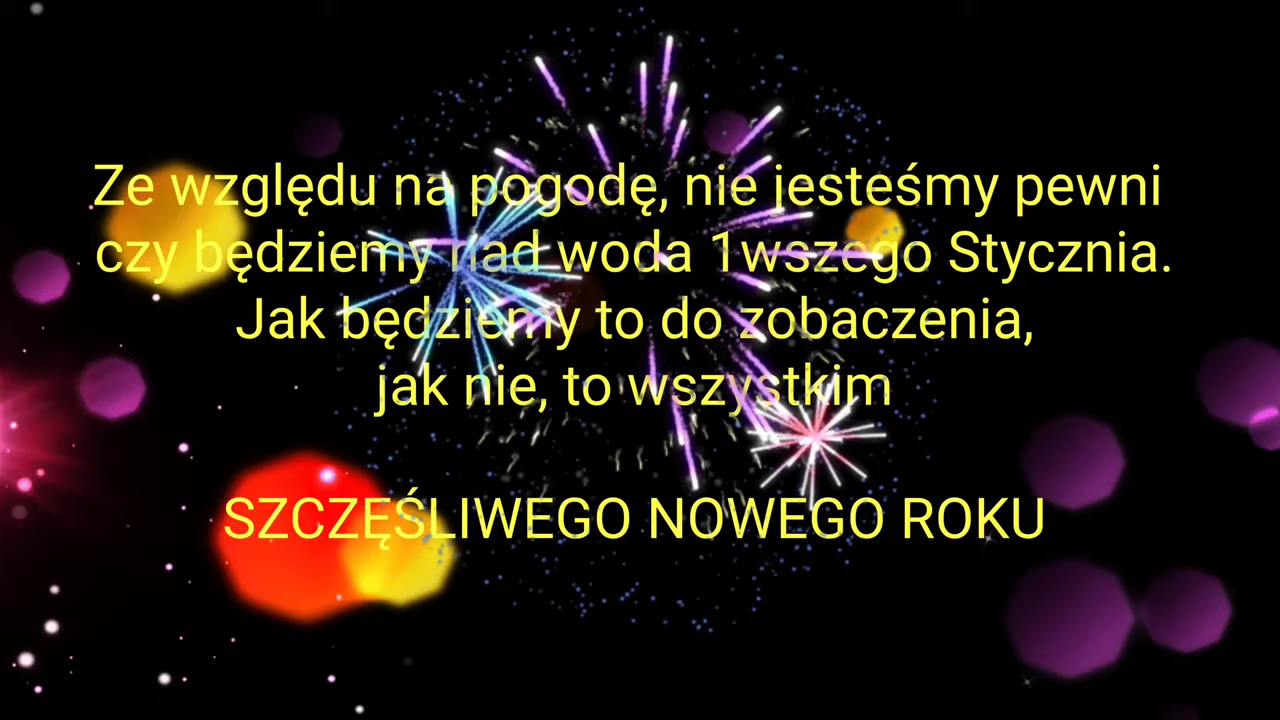 Ze względu na pogodę, nie jesteśmy pewni
czy będziemy nad woda 1wszego Stycznia.
Jak będziemy to do zobaczenia,
jak nie, to wszystkim
SZCZĘŚLIWEGO NOWEGO ROKU